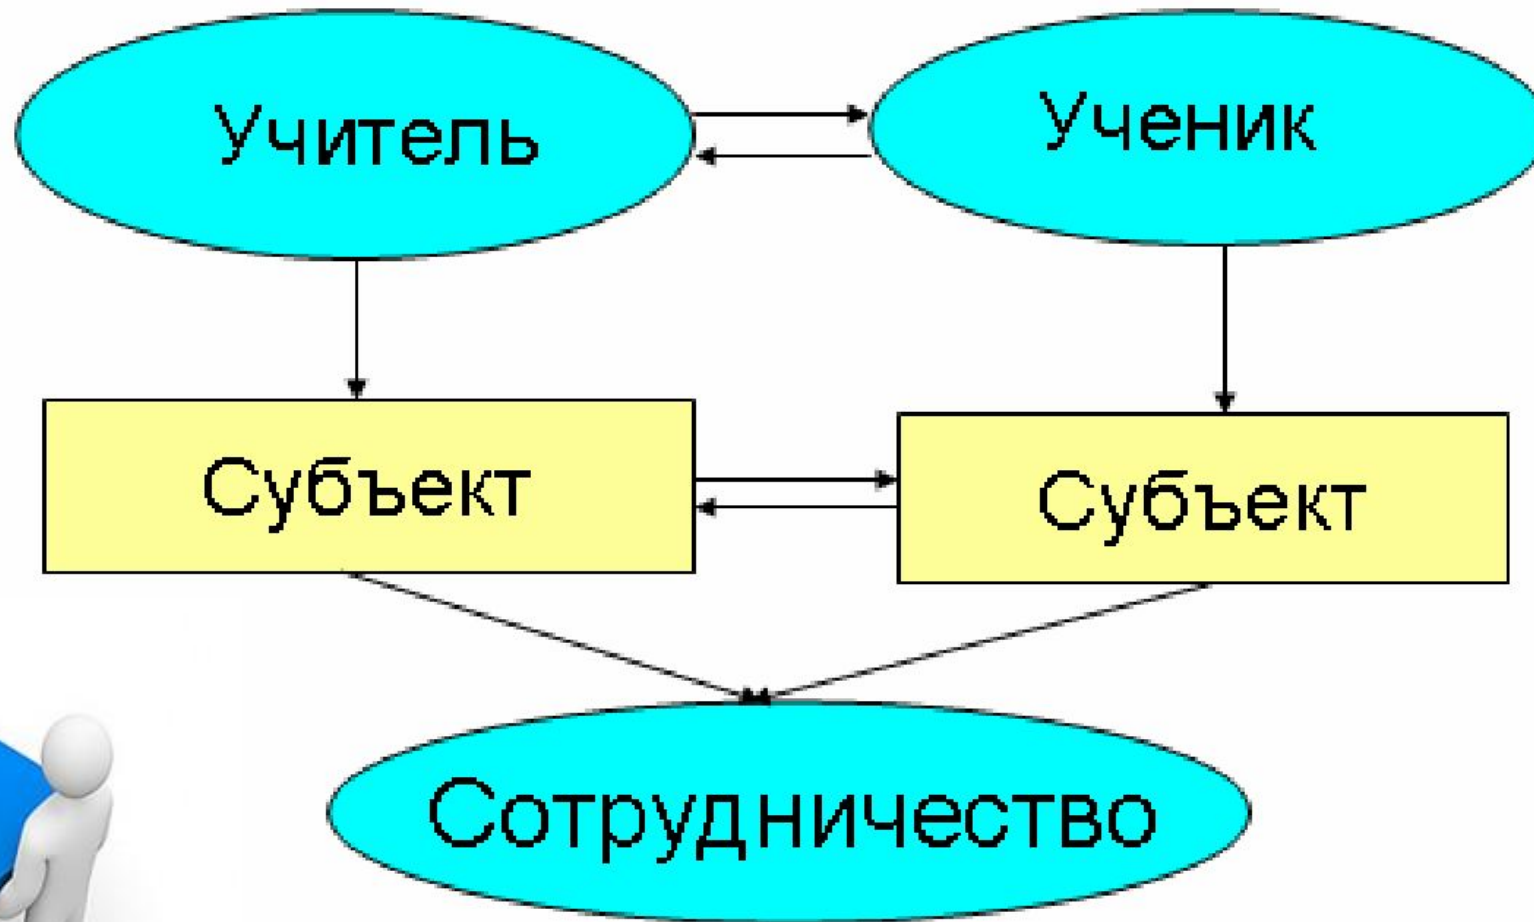 Учитель
Ученик
Субъект
Субъект
Сотрудничество